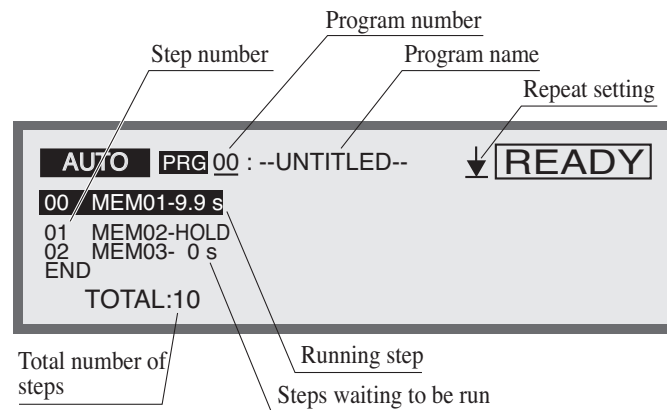 Program number
Step number
Program name
Repeat setting
AUTO PRG 00 : --UNTITLED-- READY
00 MEM01-9.9 s
01 MEM02-HOLD
02 MEM03- 0 s
END
TOTAL:10
Total number of
steps
Running step
Steps waiting to be run